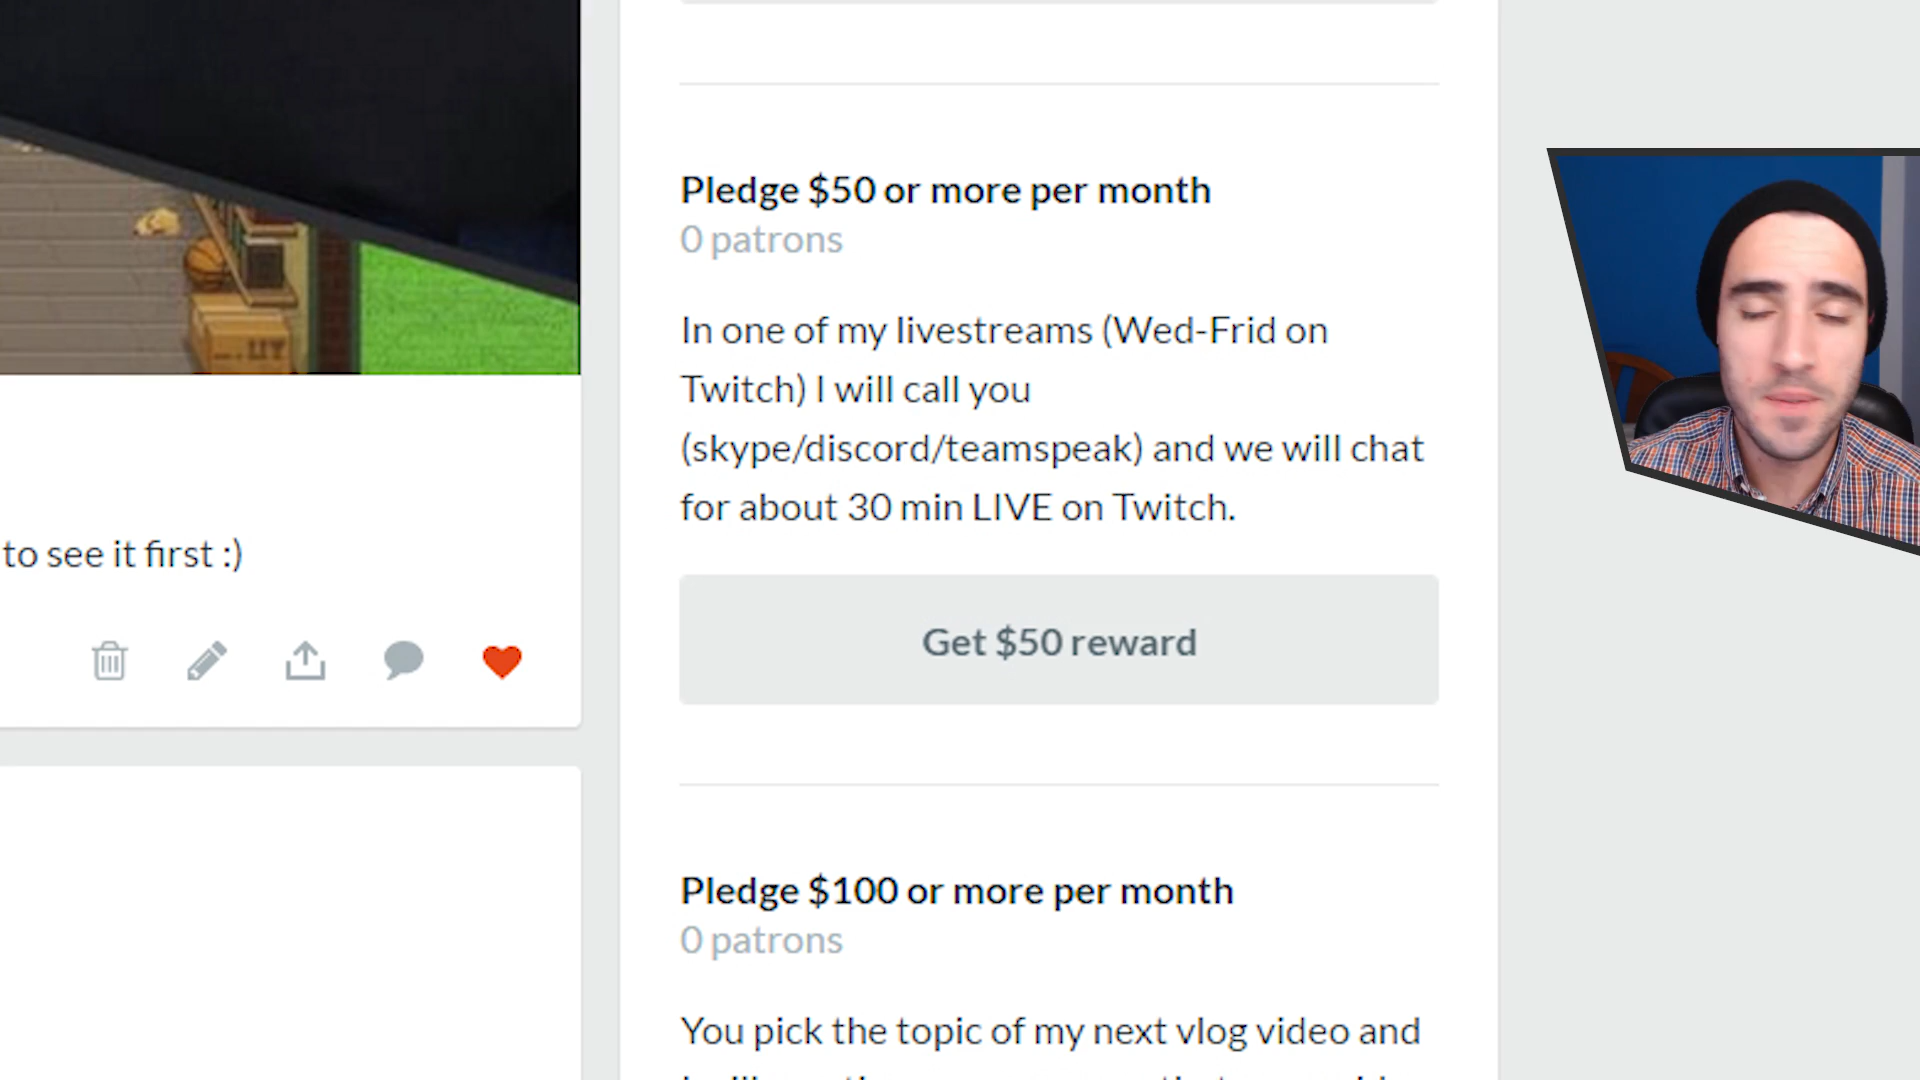 Pledge $50 or more per month
0 patrons
In one of my livestreams (Wed-Frid on
Twitch) I will call you
(skype/discord/teamspeak) and we will chat
for about 30 min LIVE on Twitch.
to see it first :)
Get $50 reward
Pledge $100 or more per month
0 patrons
You pick the topic of my next vlog video and